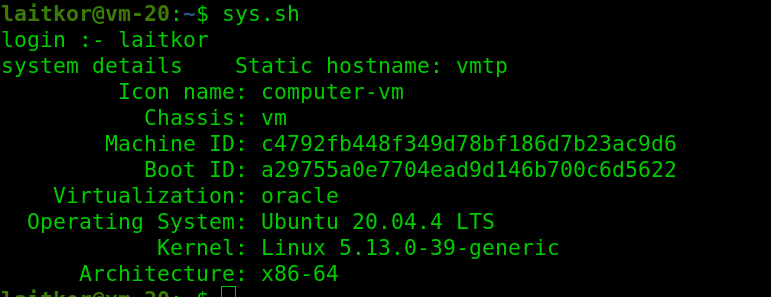 laitkor@vm-20:~$ sys.sh
login :- laitkor
system details    Static hostname: vmtp
         Icon name: computer-vm
           Chassis: vm
        Machine ID: c4792fb448f349d78bf186d7b23ac9d6
           Boot ID: a29755a0e7704ead9d146b700c6d5622
    Virtualization: oracle
  Operating System: Ubuntu 20.04.4 LTS
            Kernel: Linux 5.13.0-39-generic
      Architecture: x86-64
laitkor@vm-20:~$